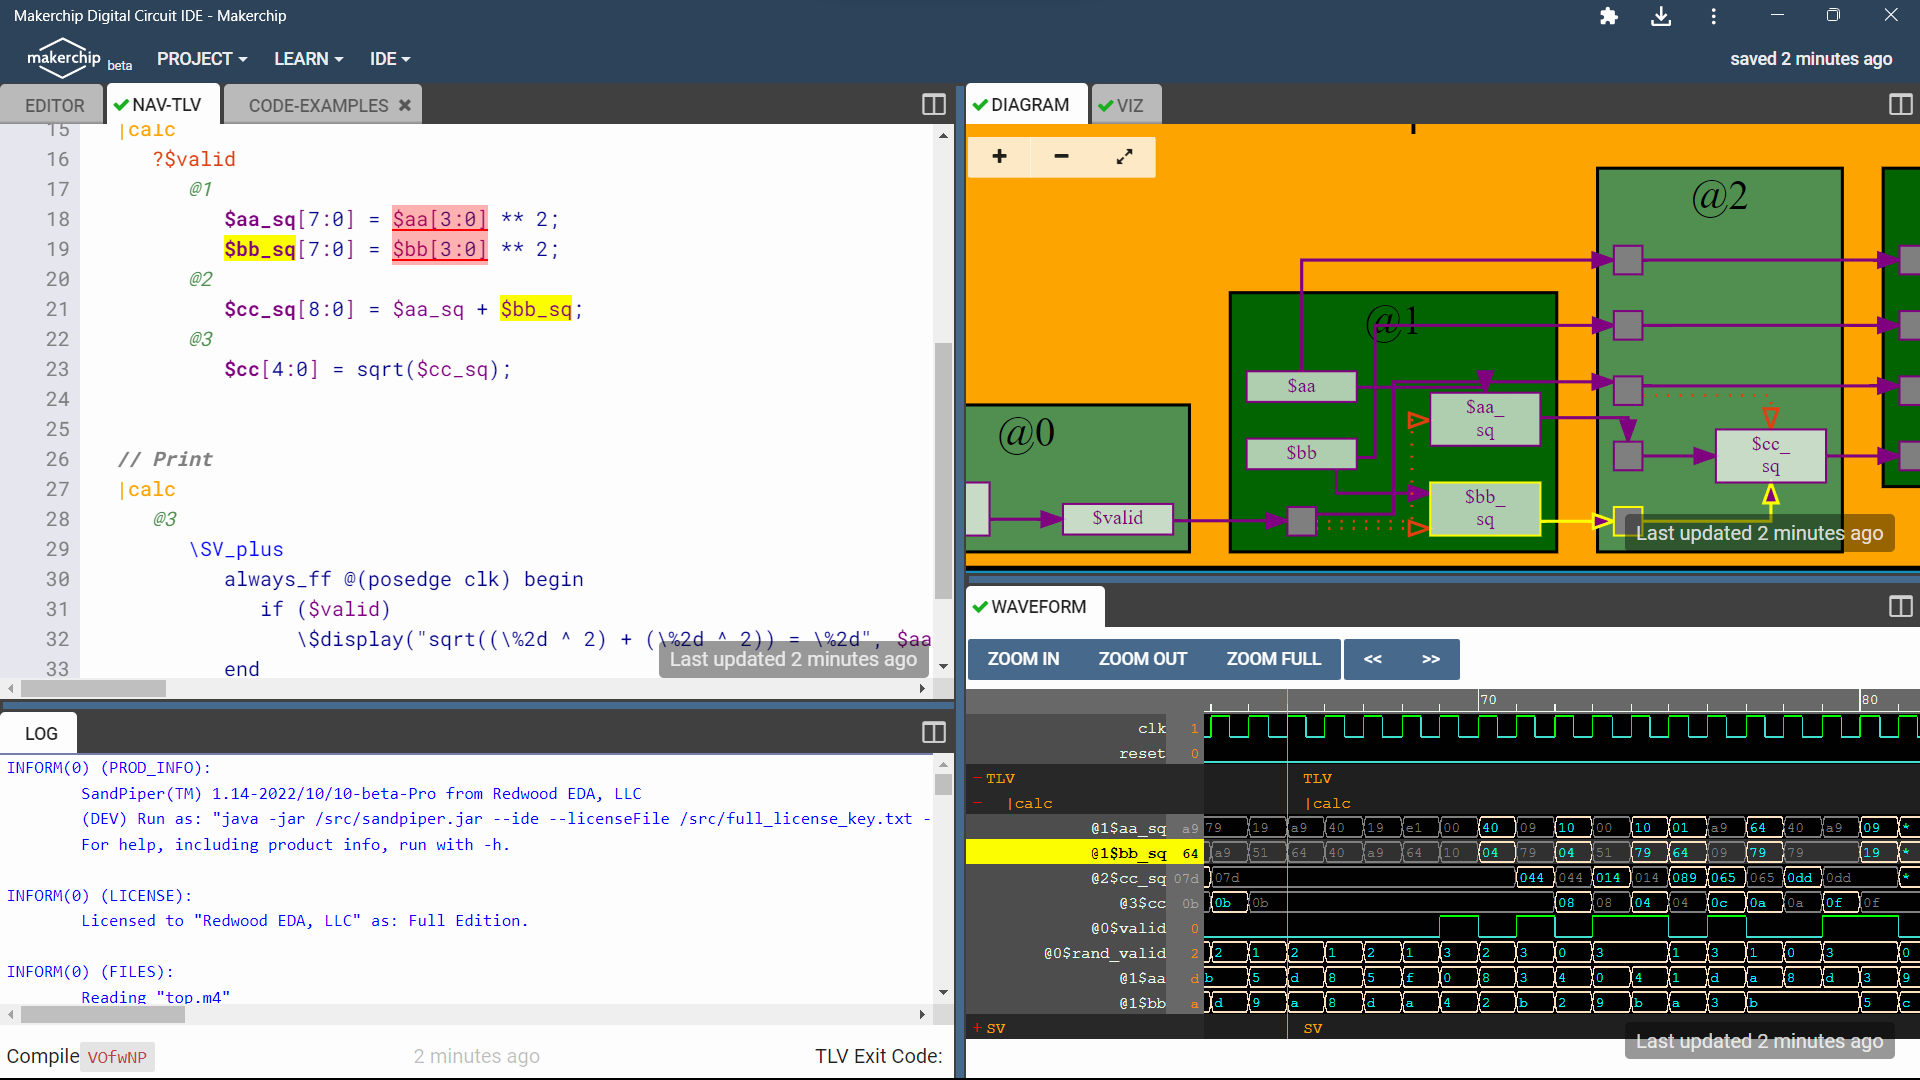 Makerchip Digital Circuit IDE - Makerchip
makerchip beta PROJECT LEARN IDE saved 2 minutes ago
EDITOR NAV-TLV CODE-EXAMPLES
15 |calc
16 ?$valid
17 @1
18 $aa_sq[7:0] = $aa[3:0] ** 2;
19 $bb_sq[7:0] = $bb[3:0] ** 2;
20 @2
21 $cc_sq[8:0] = $aa_sq + $bb_sq;
22 @3
23 $cc[4:0] = sqrt($cc_sq);
24
25
26 // Print
27 |calc
28 @3
29 \SV_plus
30 always_ff @(posedge clk) begin
31 if ($valid)
32 \$display("sqrt((\%2d ^ 2) + (\%2d ^ 2)) = \%2d", $aa
33 end
Last updated 2 minutes ago
LOG
INFORM(0) (PROD_INFO):
SandPiper(TM) 1.14-2022/10/10-beta-Pro from Redwood EDA, LLC
(DEV) Run as: "java -jar /src/sandpiper.jar --ide --licenseFile /src/full_license_key.txt -
For help, including product info, run with -h.
INFORM(0) (LICENSE):
Licensed to "Redwood EDA, LLC" as: Full Edition.
INFORM(0) (FILES):
Reading "top.m4"
Compile VOfwNP 2 minutes ago TLV Exit Code:
DIAGRAM VIZ
+ −
@0
$valid
@1
$aa
$bb
$aa_
sq
$bb_
sq
@2
$cc_
sq
Last updated 2 minutes ago
WAVEFORM
ZOOM IN ZOOM OUT ZOOM FULL << >>
70 80
clk 1
reset 0
- TLV TLV
- |calc |calc
@1$aa_sq a9 79 19 a9 40 19 e1 00 40 09 10 00 10 01 a9 64 40 a9 09 *
@1$bb_sq 64 a9 51 64 40 a9 64 10 04 79 04 51 79 64 09 79 79 19 *
@2$cc_sq 07d 07d 044 044 014 014 089 065 065 0dd 0dd *
@3$cc 0b 0b 0b 08 08 04 04 0c 0a 0a 0f 0f
@0$valid 0
@0$rand_valid 2 2 1 2 1 2 1 3 2 3 0 3 1 3 1 0 3 0
@1$aa d b 5 d 8 5 f 0 8 3 4 0 4 1 d a 8 d 3 9
@1$bb a d 9 a 8 d a 4 2 b 2 9 b a 3 b 5 c
+ SV SV
Last updated 2 minutes ago